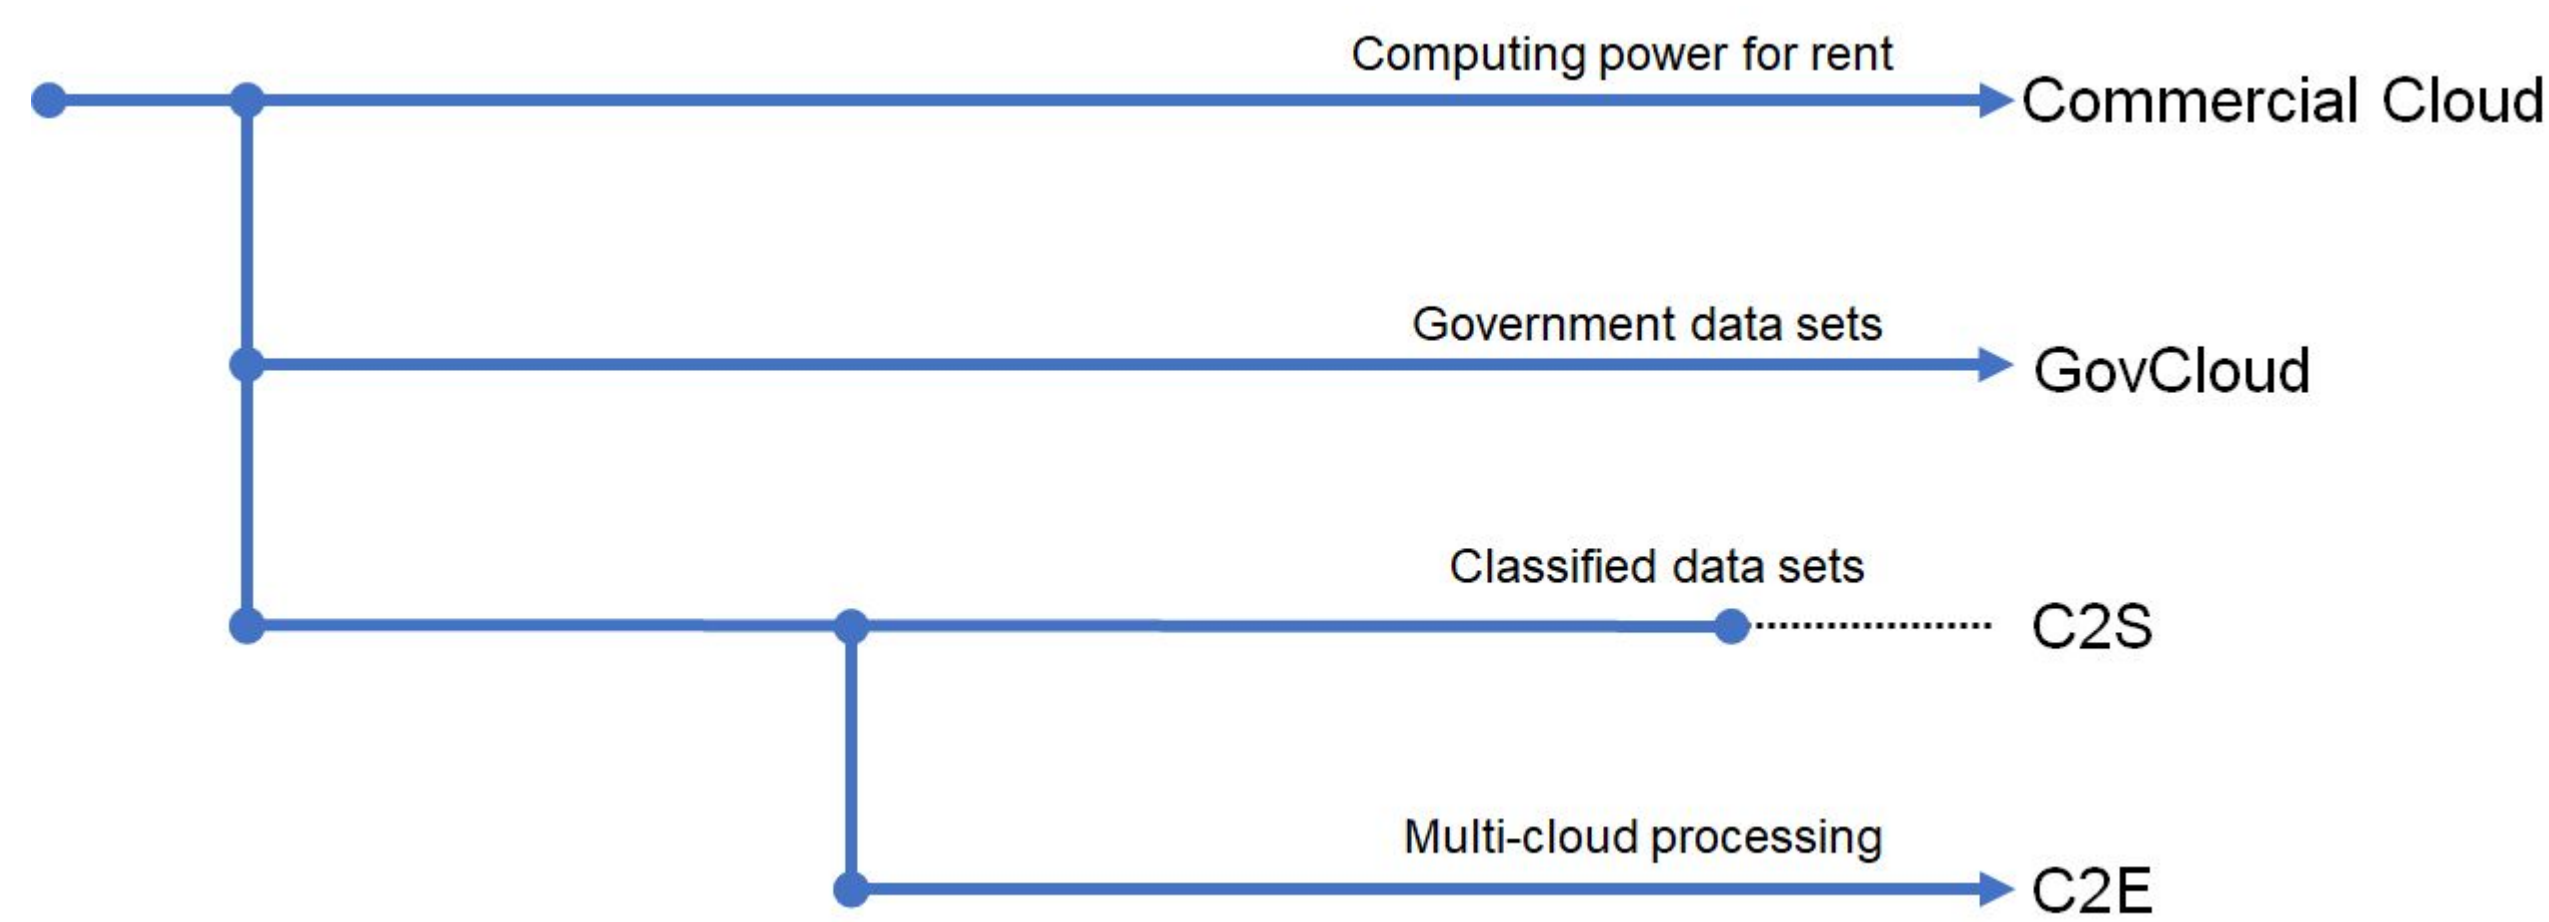 Computing power for rent
Commercial Cloud
Government data sets
GovCloud
Classified data sets
C2S
Multi-cloud processing
C2E